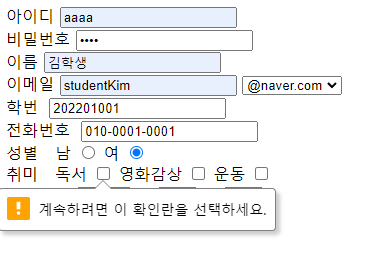 아이디 aaaa
비밀번호 ••••
이름 김학생
이메일 studentKim @naver.com
학번 202201001
전화번호 010-0001-0001
성별 남 여
취미 독서 영화감상 운동
계속하려면 이 확인란을 선택하세요.